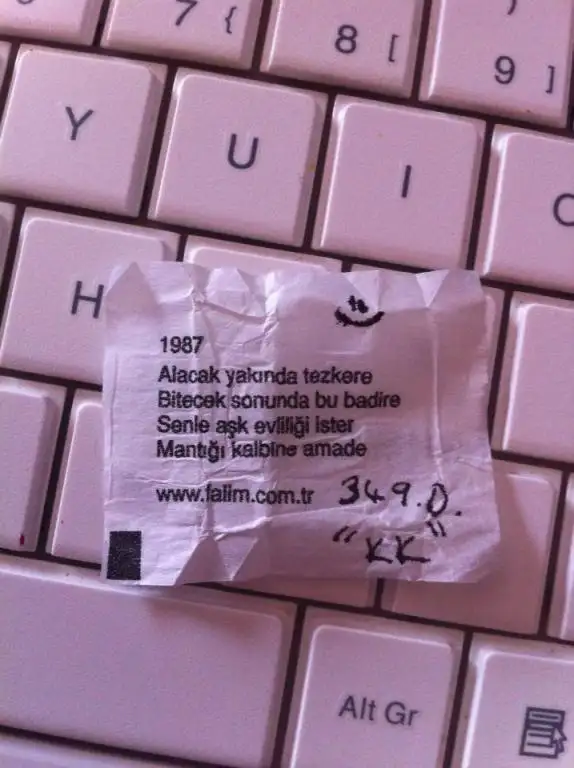 7 {
8 [
9 ]
Y
U
I
H
1987
Alacak yakında tezkere
Bitecek sonunda bu badire
Senle aşk evliliği ister
Mantığı kalbine amade
www.falim.com.tr
349.D.
"KK"
Alt Gr